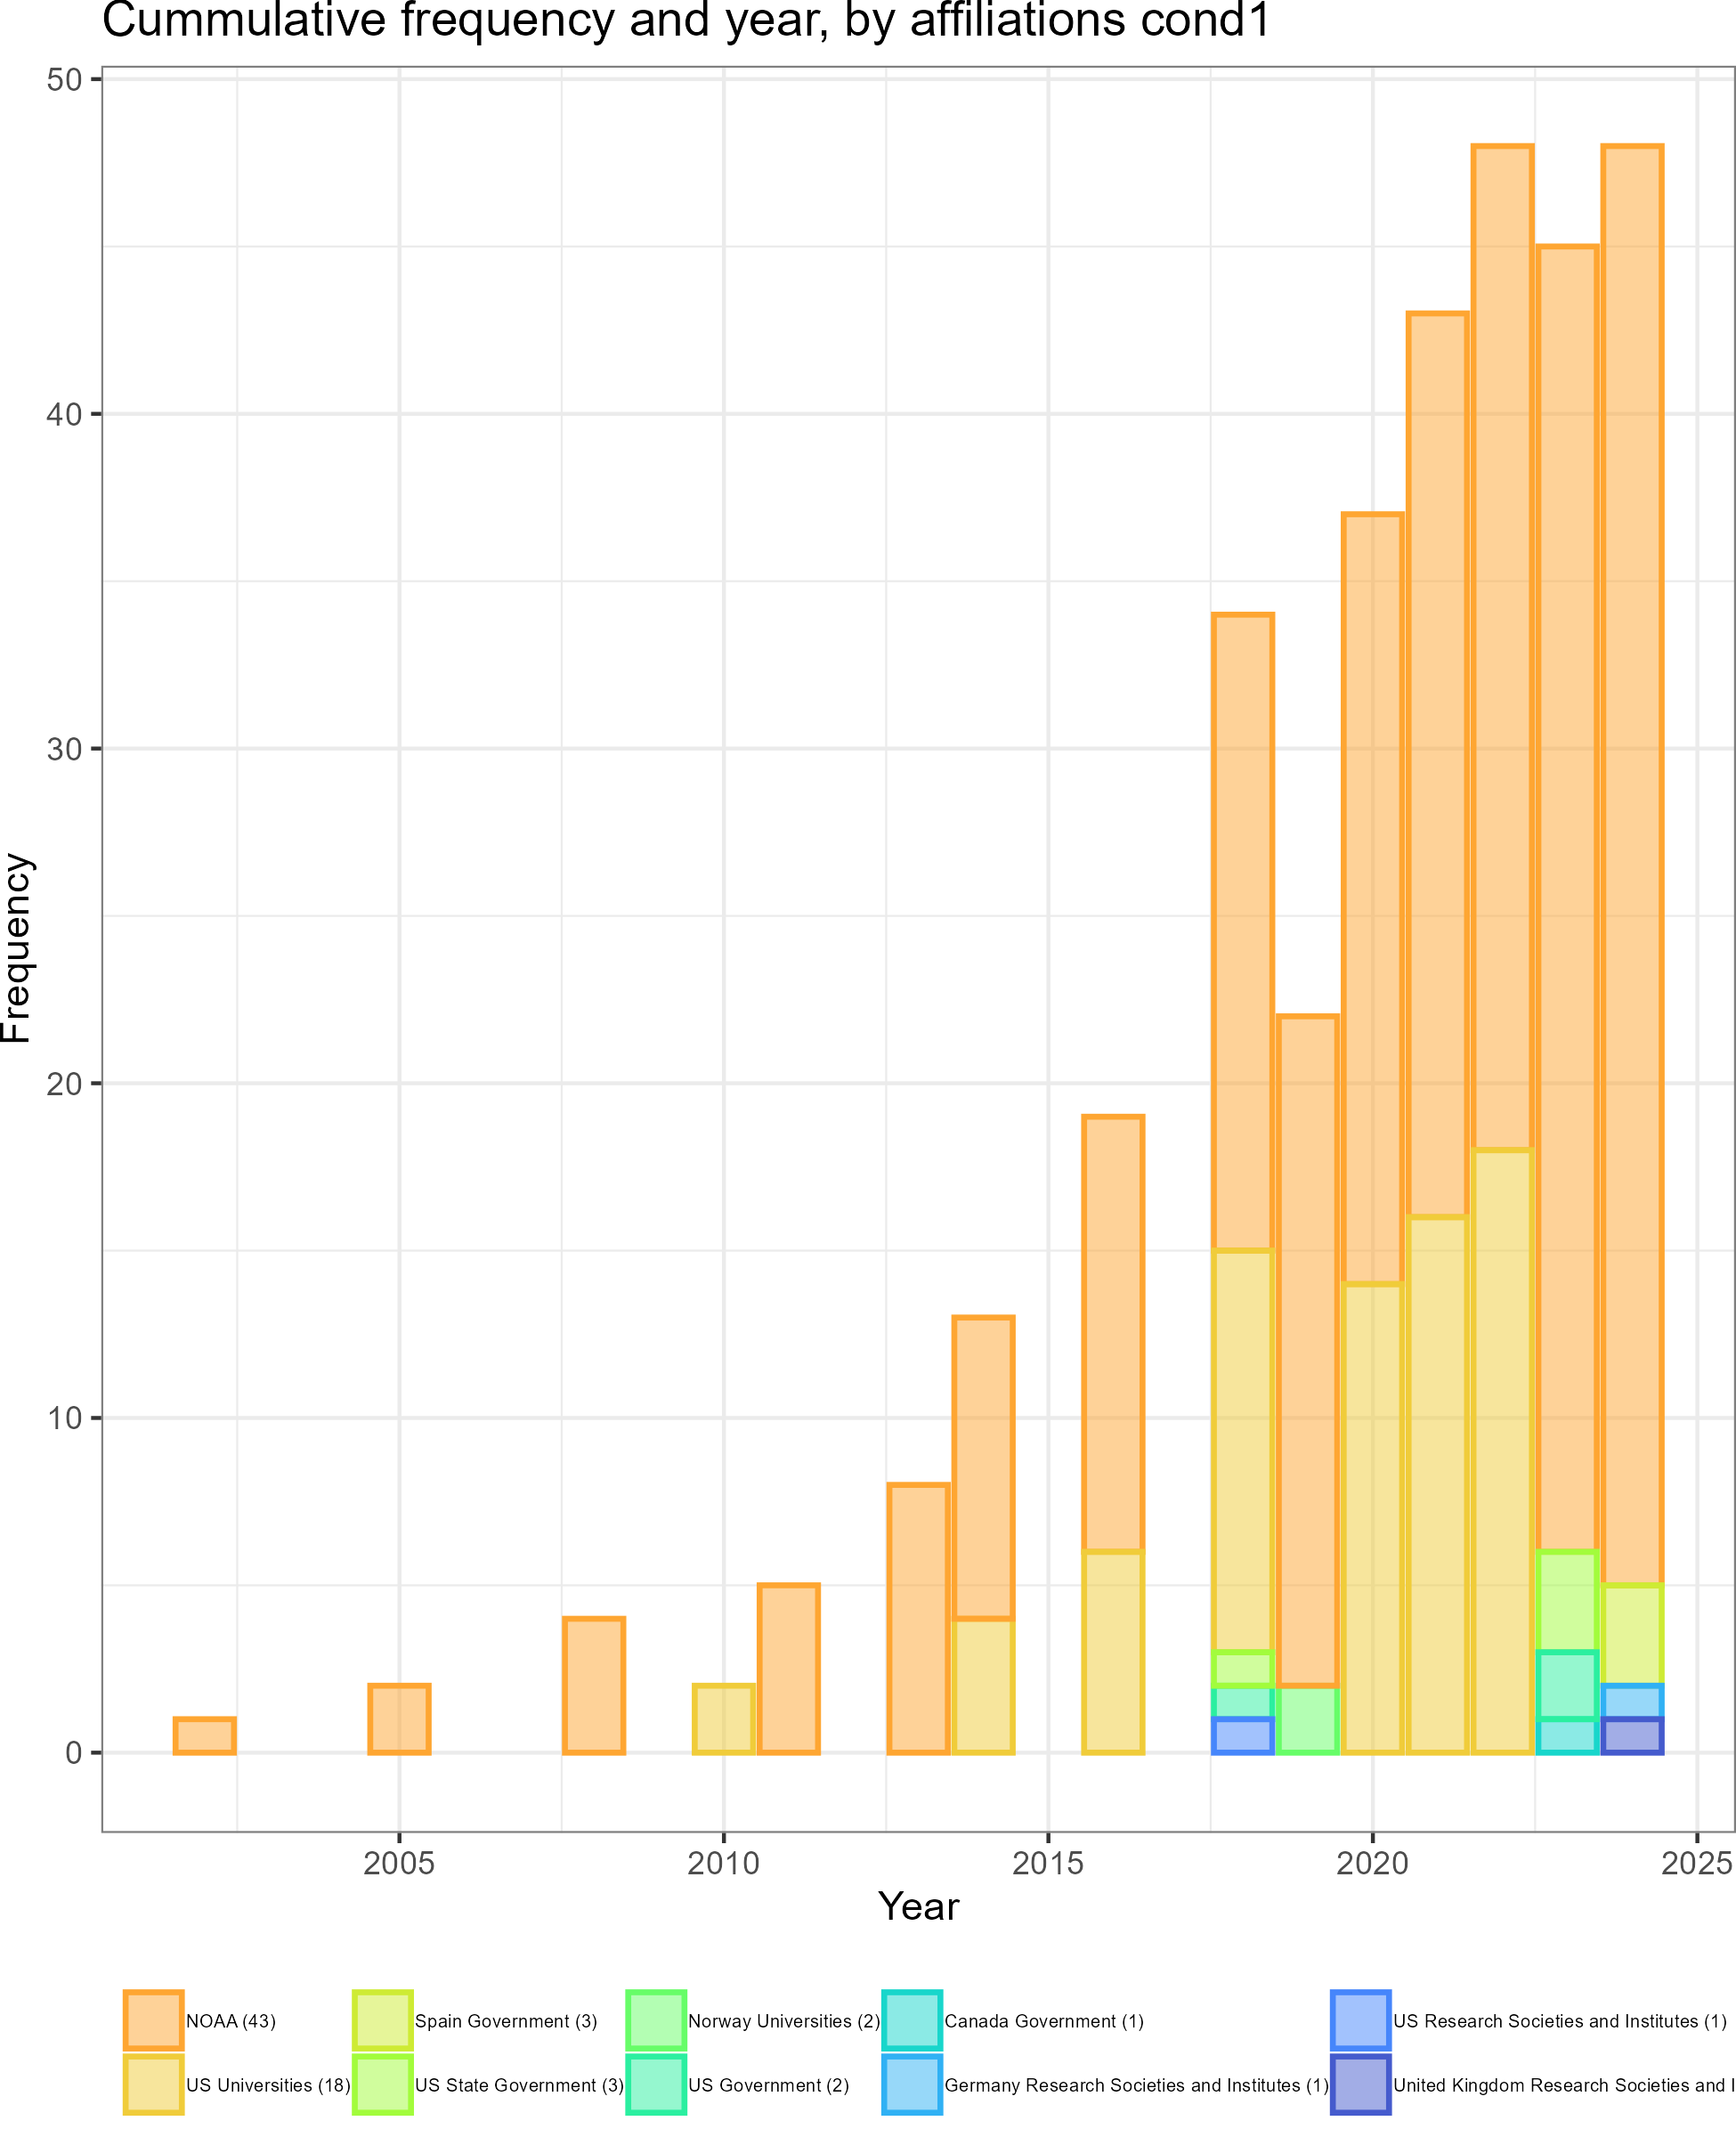 Cummulative frequency and year, by affiliations cond1
50
40
30
20
10
0
Frequency
2005
2010
2015
2020
2025
Year
NOAA (43)
Spain Government (3)
Norway Universities (2)
Canada Government (1)
US Research Societies and Institutes (1)
US Universities (18)
US State Government (3)
US Government (2)
Germany Research Societies and Institutes (1)
United Kingdom Research Societies and